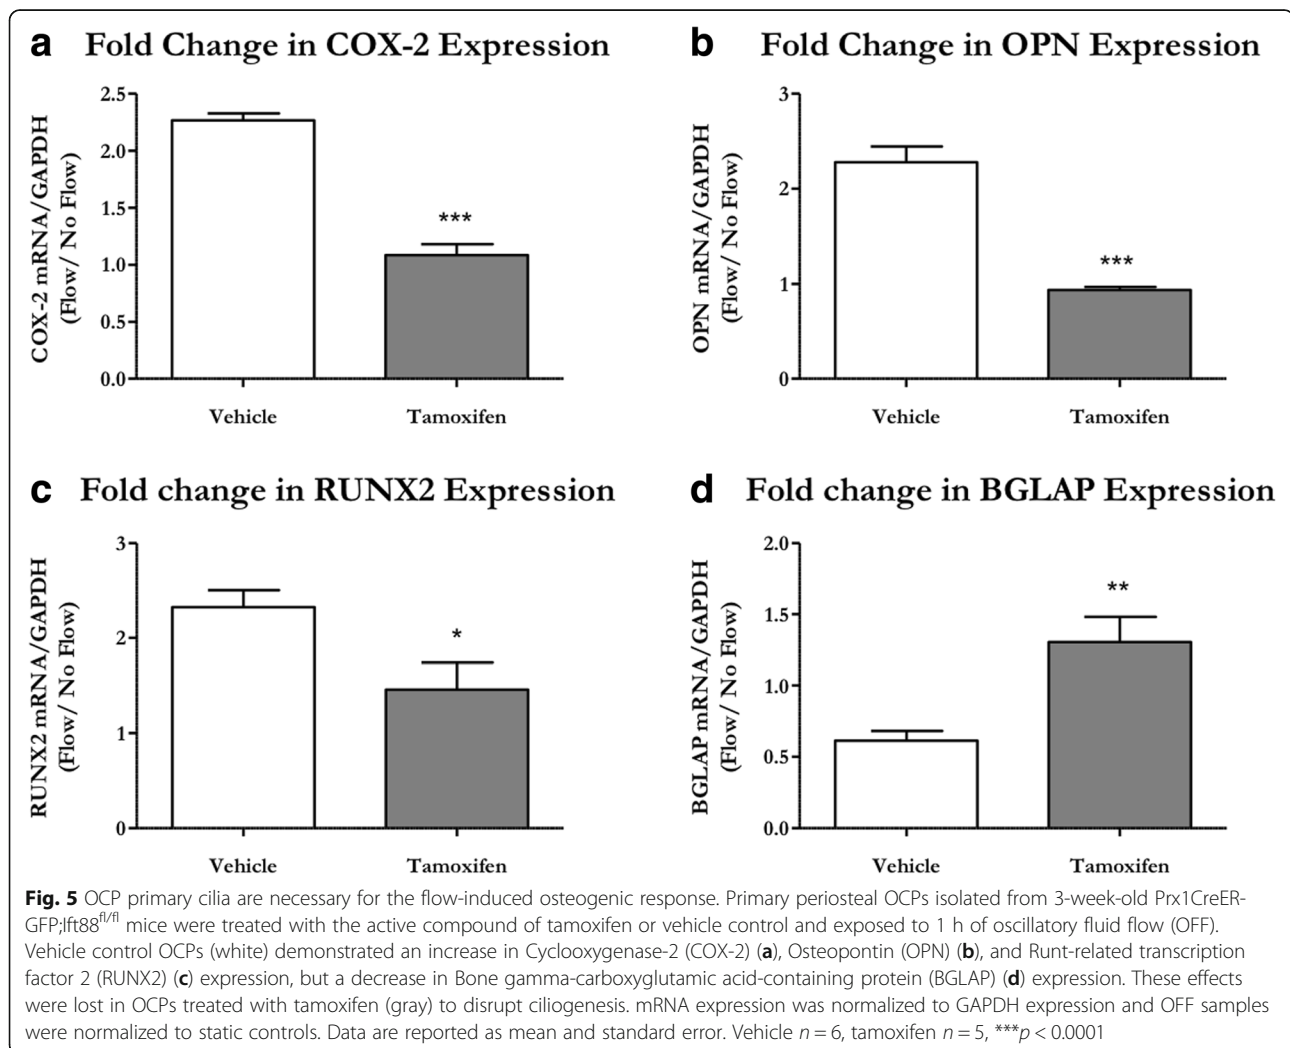 a Fold Change in COX-2 Expression
COX-2 mRNA/GAPDH
(Flow/ No Flow)
2.5
2.0
1.5
1.0
0.5
0.0
***
Vehicle Tamoxifen
b Fold Change in OPN Expression
OPN mRNA/GAPDH
(Flow/ No Flow)
3
2
1
0
***
Vehicle Tamoxifen
c Fold change in RUNX2 Expression
RUNX2 mRNA/GAPDH
(Flow/ No Flow)
3
2
1
0
*
Vehicle Tamoxifen
d Fold change in BGLAP Expression
BGLAP mRNA/GAPDH
(Flow/ No Flow)
2.0
1.5
1.0
0.5
0.0
**
Vehicle Tamoxifen
Fig. 5 OCP primary cilia are necessary for the flow-induced osteogenic response. Primary periosteal OCPs isolated from 3-week-old Prx1CreER-
GFP;Ift88fl/fl mice were treated with the active compound of tamoxifen or vehicle control and exposed to 1 h of oscillatory fluid flow (OFF).
Vehicle control OCPs (white) demonstrated an increase in Cyclooxygenase-2 (COX-2) (a), Osteopontin (OPN) (b), and Runt-related transcription
factor 2 (RUNX2) (c) expression, but a decrease in Bone gamma-carboxyglutamic acid-containing protein (BGLAP) (d) expression. These effects
were lost in OCPs treated with tamoxifen (gray) to disrupt ciliogenesis. mRNA expression was normalized to GAPDH expression and OFF samples
were normalized to static controls. Data are reported as mean and standard error. Vehicle n = 6, tamoxifen n = 5, ***p < 0.0001